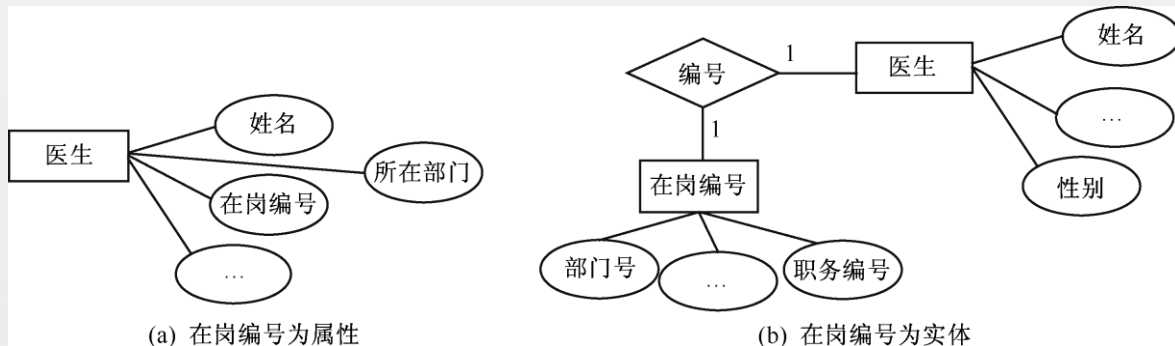 医生
姓名
所在部门
在岗编号
…
(a) 在岗编号为属性
编号
1
医生
姓名
…
性别
1
在岗编号
部门号
…
职务编号
(b) 在岗编号为实体